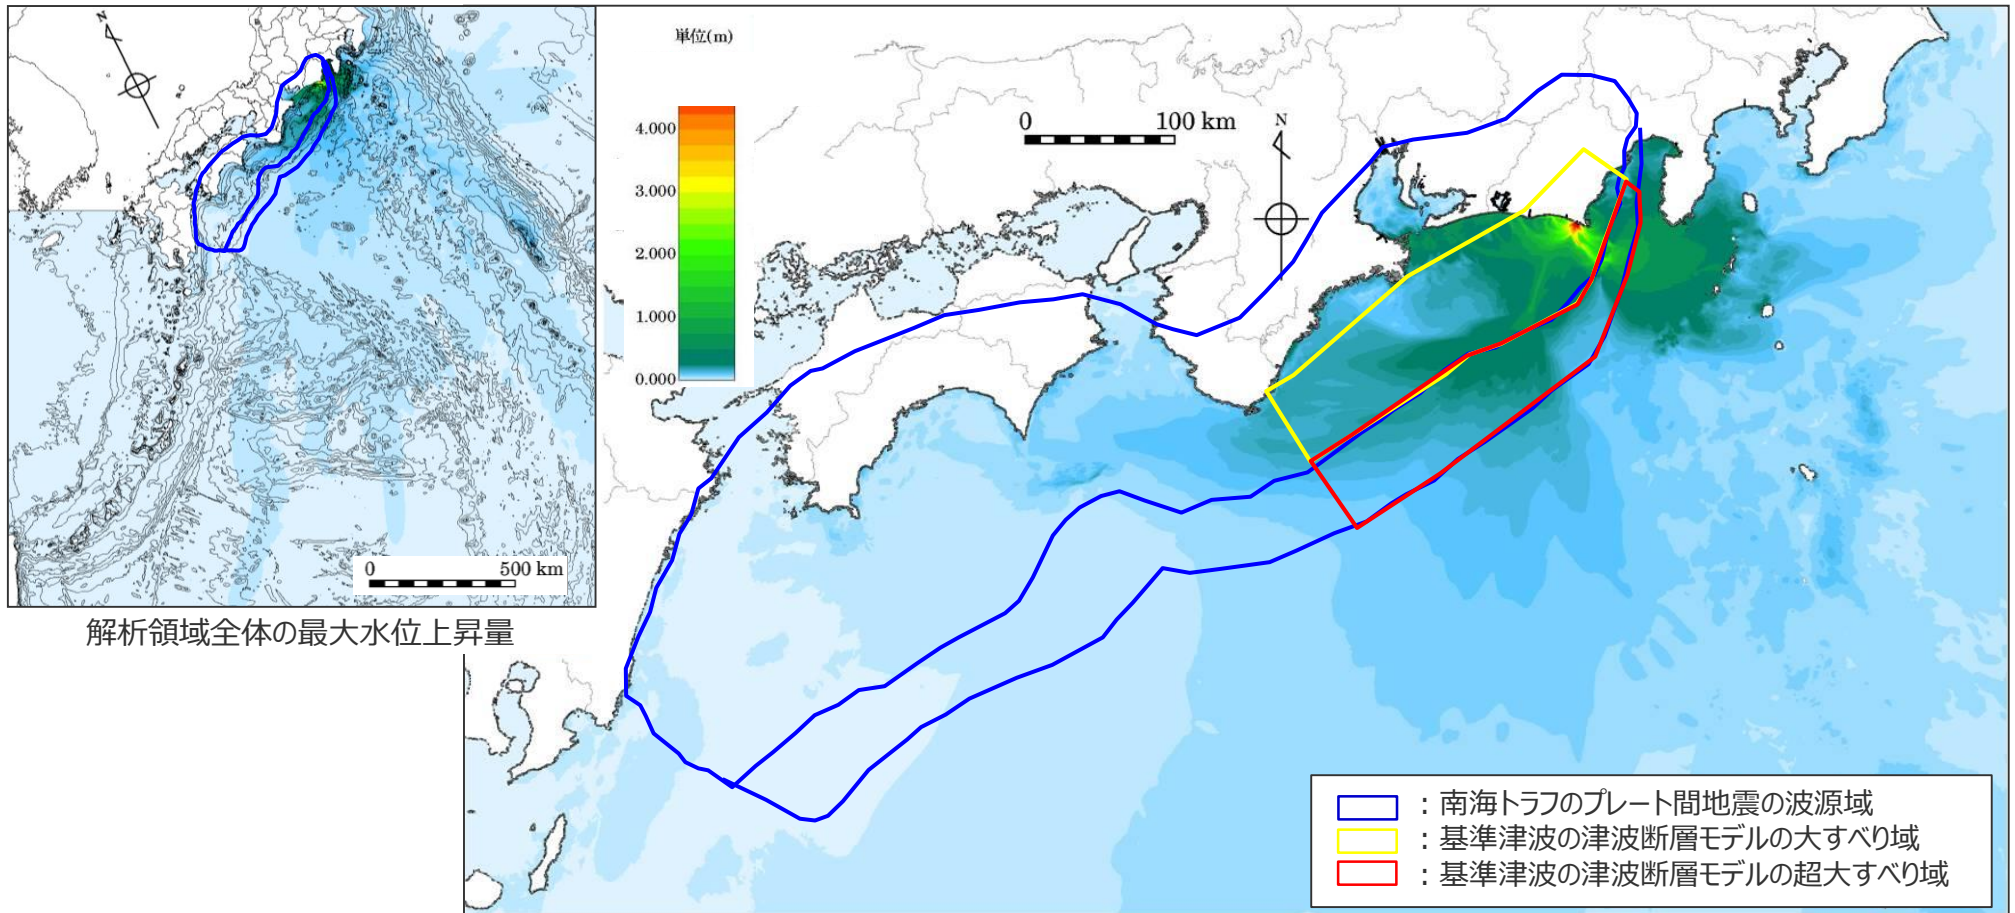 N
0 500 km
解析領域全体の最大水位上昇量
単位(m)
4.000
3.000
2.000
1.000
0.000
0 100 km
N
：南海トラフのプレート間地震の波源域
：基準津波の津波断層モデルの大すべり域
：基準津波の津波断層モデルの超大すべり域